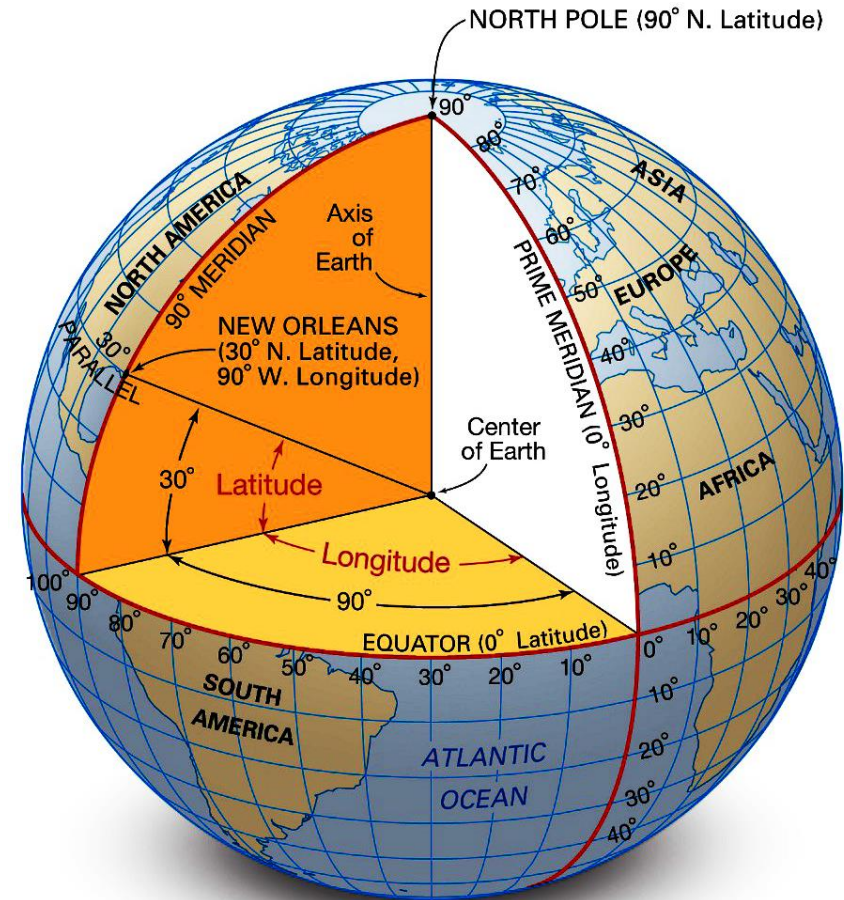 NORTH POLE (90° N. Latitude)
90°
80°
70°
60°
50°
40°
30°
20°
10°
ASIA
EUROPE
AFRICA
NORTH AMERICA
90° MERIDIAN
Axis
of
Earth
PRIME MERIDIAN (0° Longitude)
30°
PARALLEL
NEW ORLEANS
(30° N. Latitude,
90° W. Longitude)
Center
of Earth
30°
Latitude
Longitude
90°
EQUATOR (0° Latitude)
100°
90°
80°
70°
60°
50°
40°
30°
20°
10°
0°
10°
20°
30°
40°
SOUTH
AMERICA
ATLANTIC
OCEAN
10°
20°
30°
40°